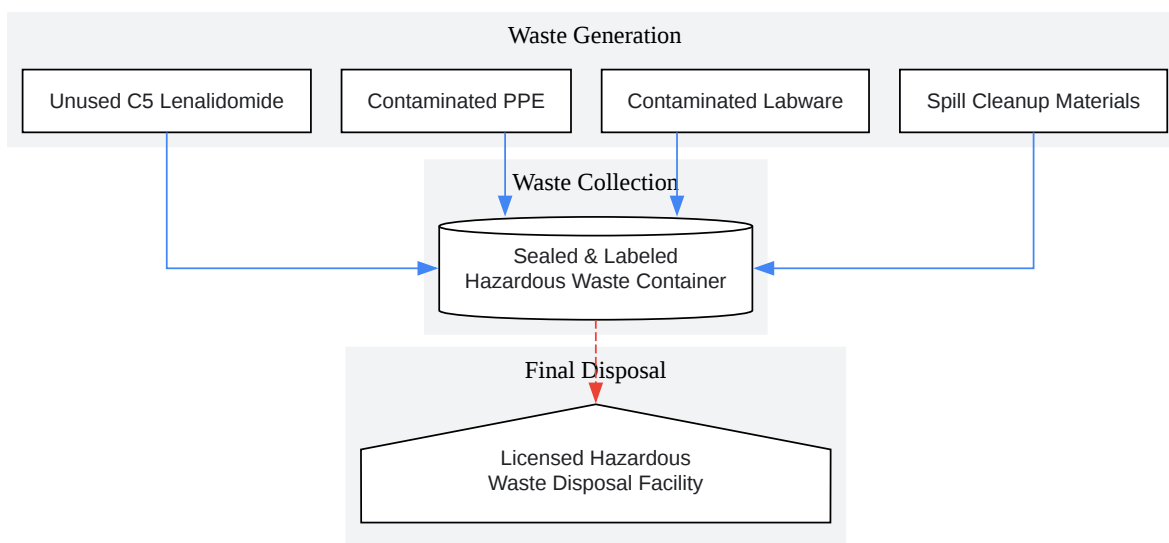 Waste Generation
Unused C5 Lenalidomide
Contaminated PPE
Contaminated Labware
Spill Cleanup Materials
Waste Collection
Sealed & Labeled
Hazardous Waste Container
Final Disposal
Licensed Hazardous
Waste Disposal Facility